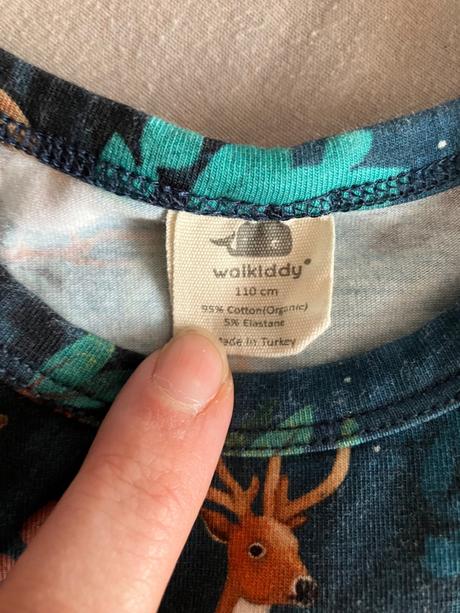 walkiddy®
110 cm
95% Cotton(Organic)
5% Elastane
Made in Turkey